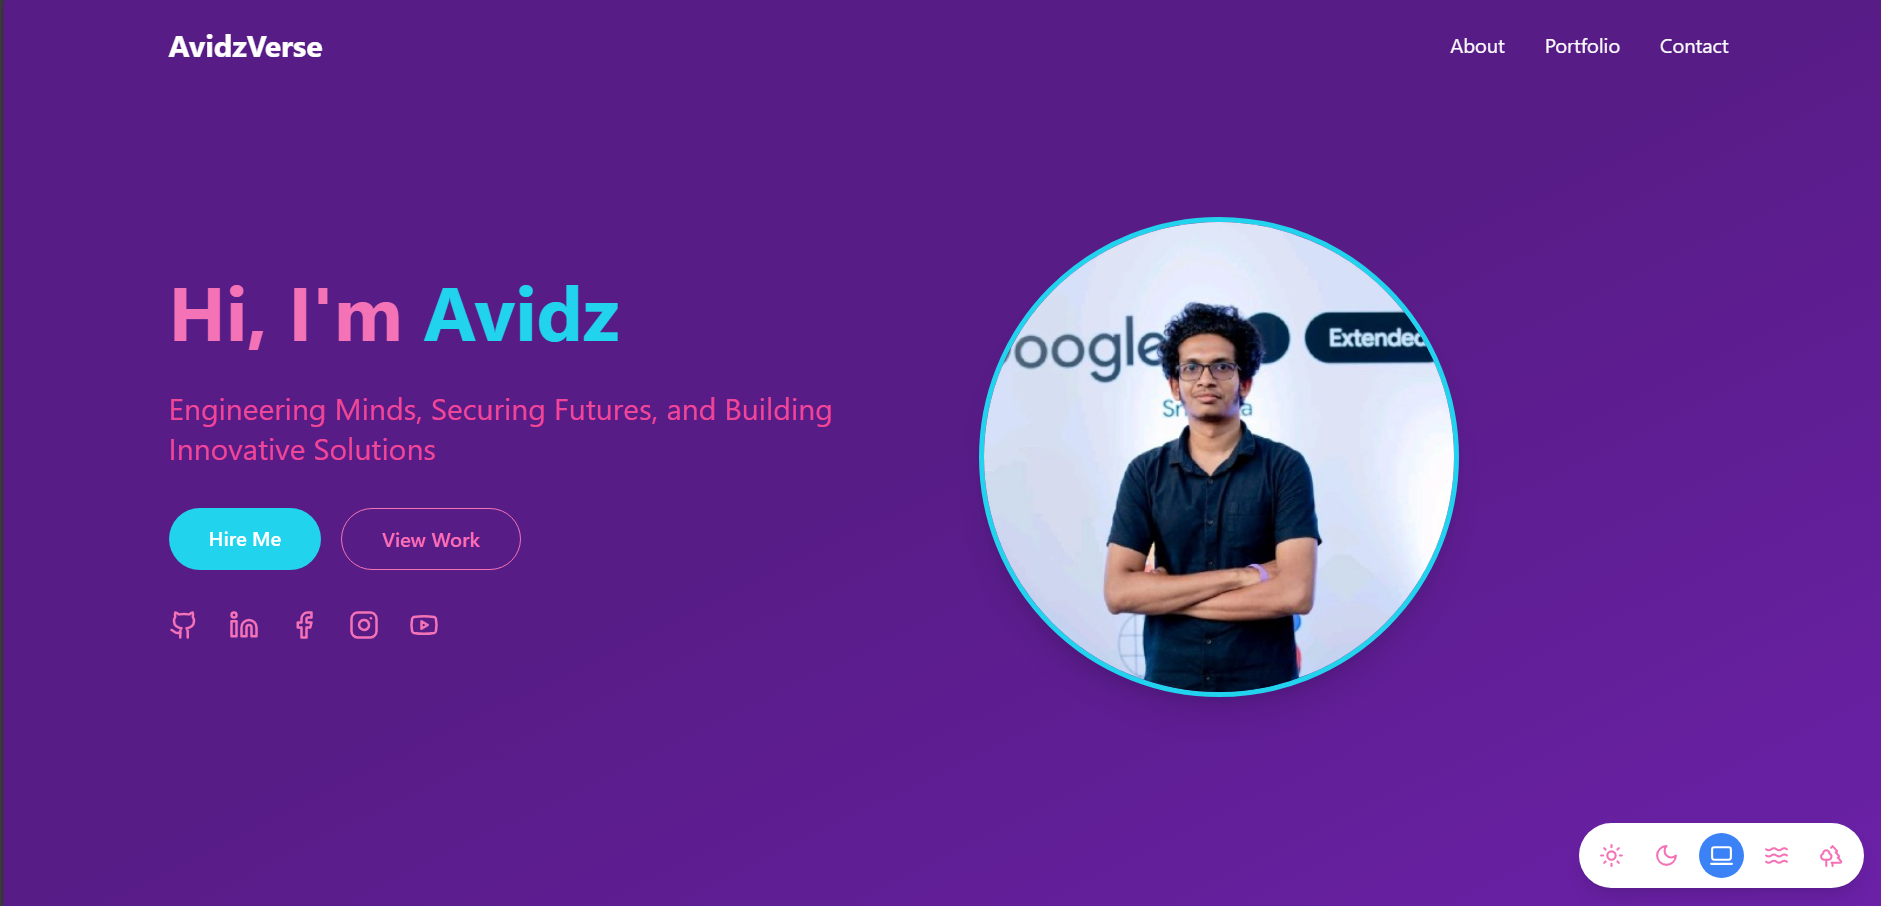 AvidzVerse
About
Portfolio
Contact
Hi, I'm Avidz
Engineering Minds, Securing Futures, and Building
Innovative Solutions
Hire Me
View Work
oogle
Extended